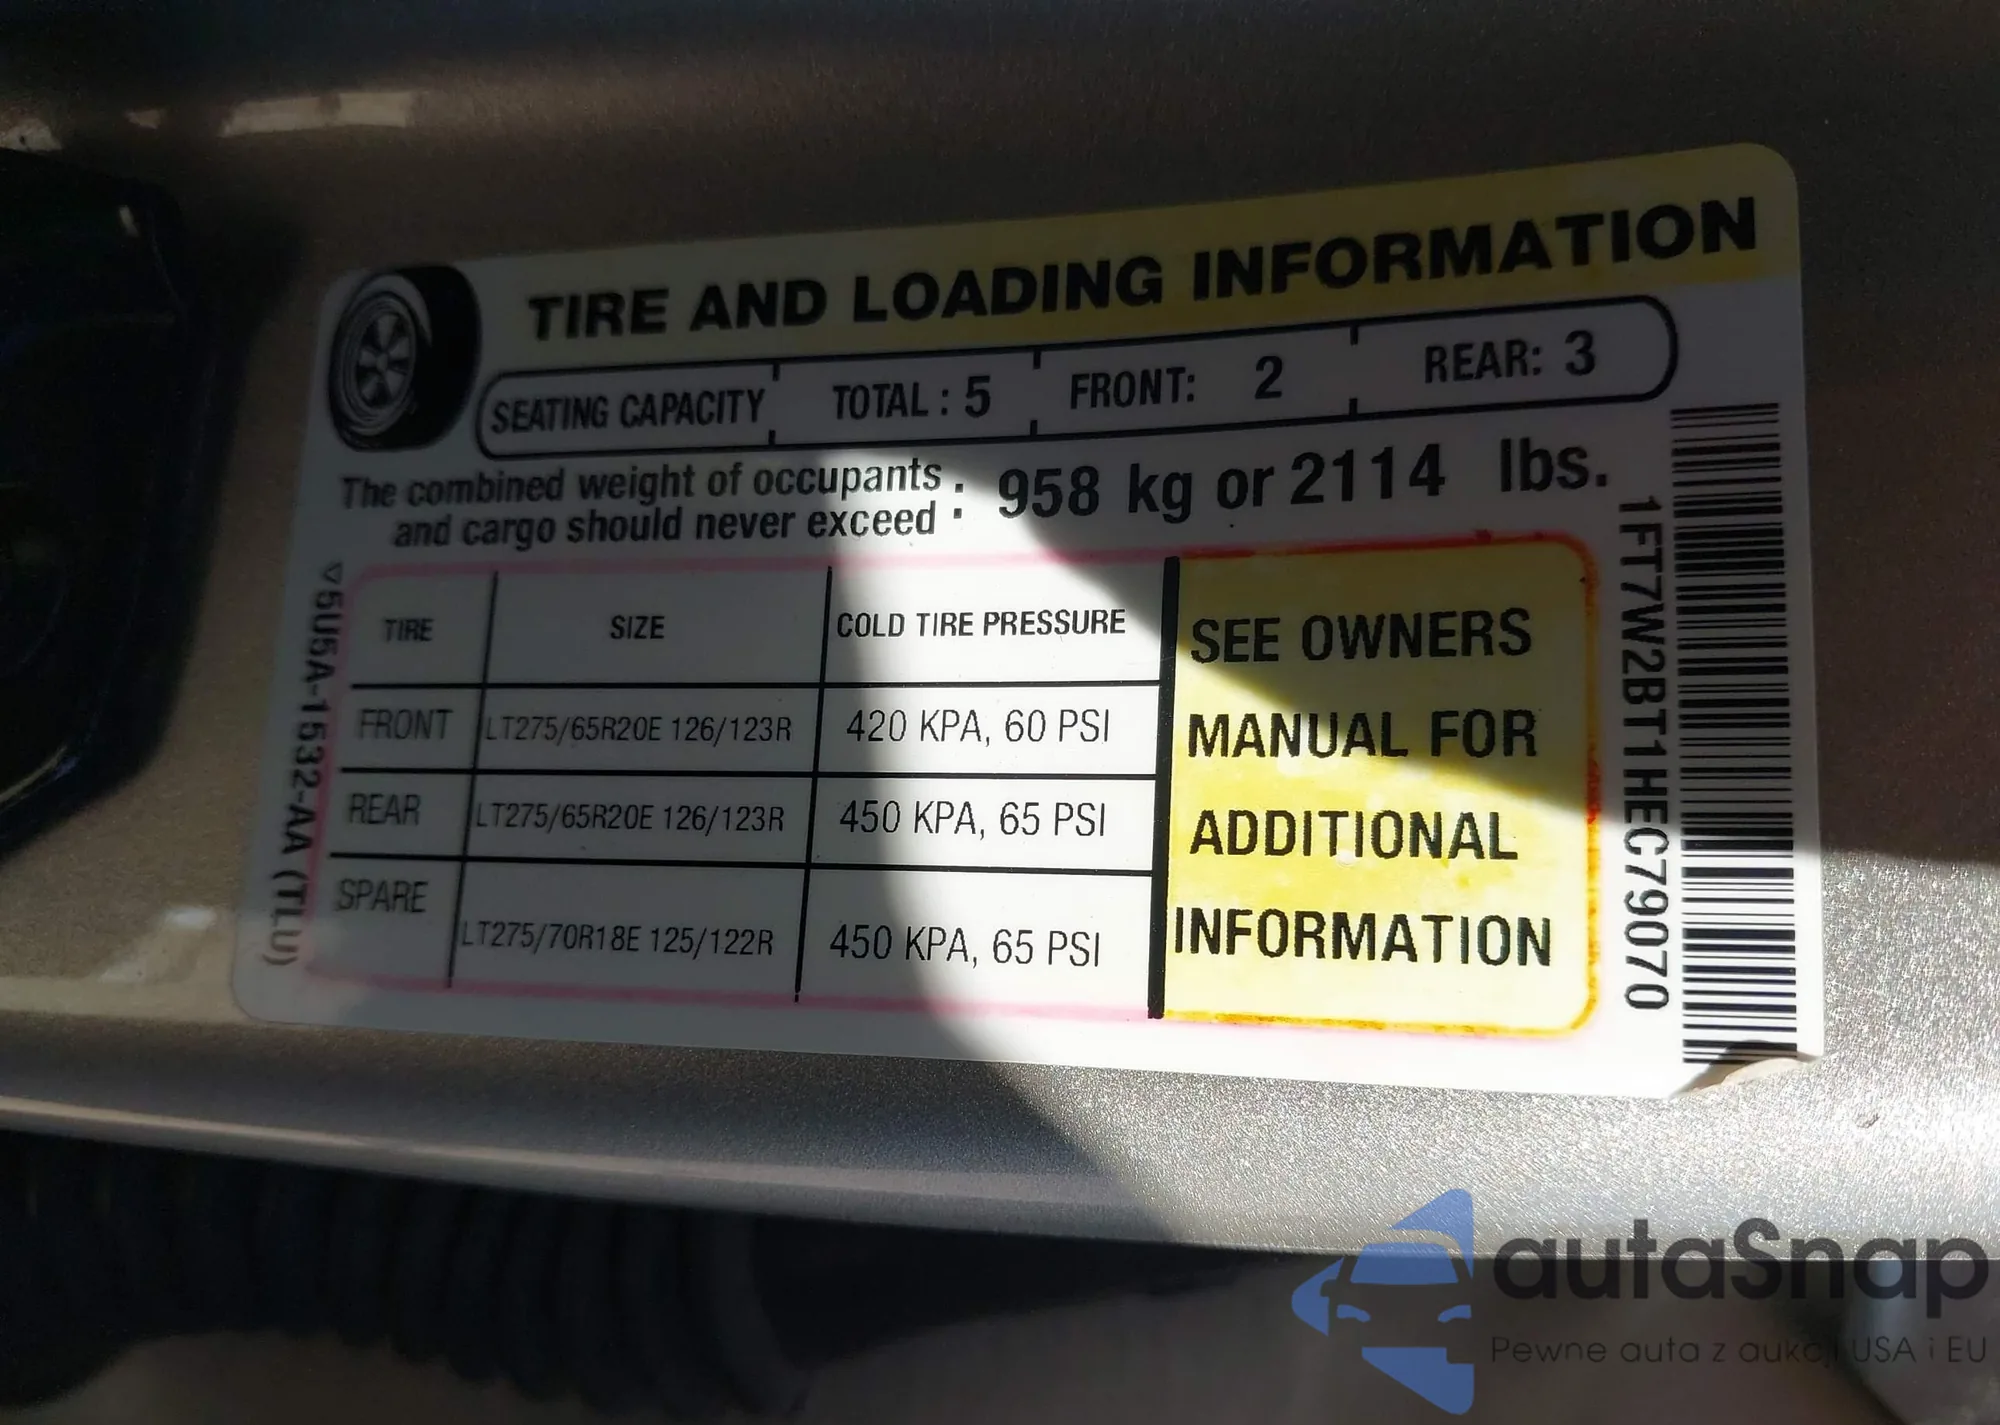 TIRE AND LOADING INFORMATION
SEATING CAPACITY TOTAL : 5 FRONT: 2 REAR: 3
The combined weight of occupants
and cargo should never exceed : 958 kg or 2114 lbs.
TIRE SIZE COLD TIRE PRESSURE
FRONT LT275/65R20E 126/123R 420 KPA, 60 PSI
REAR LT275/65R20E 126/123R 450 KPA, 65 PSI
SPARE LT275/70R18E 125/122R 450 KPA, 65 PSI
SEE OWNERS
MANUAL FOR
ADDITIONAL
INFORMATION
5U5A-1532-AA (TLU)
1FT7W2BT1HEC79070
autaSnap
Pewne auta z aukcji USA i EU